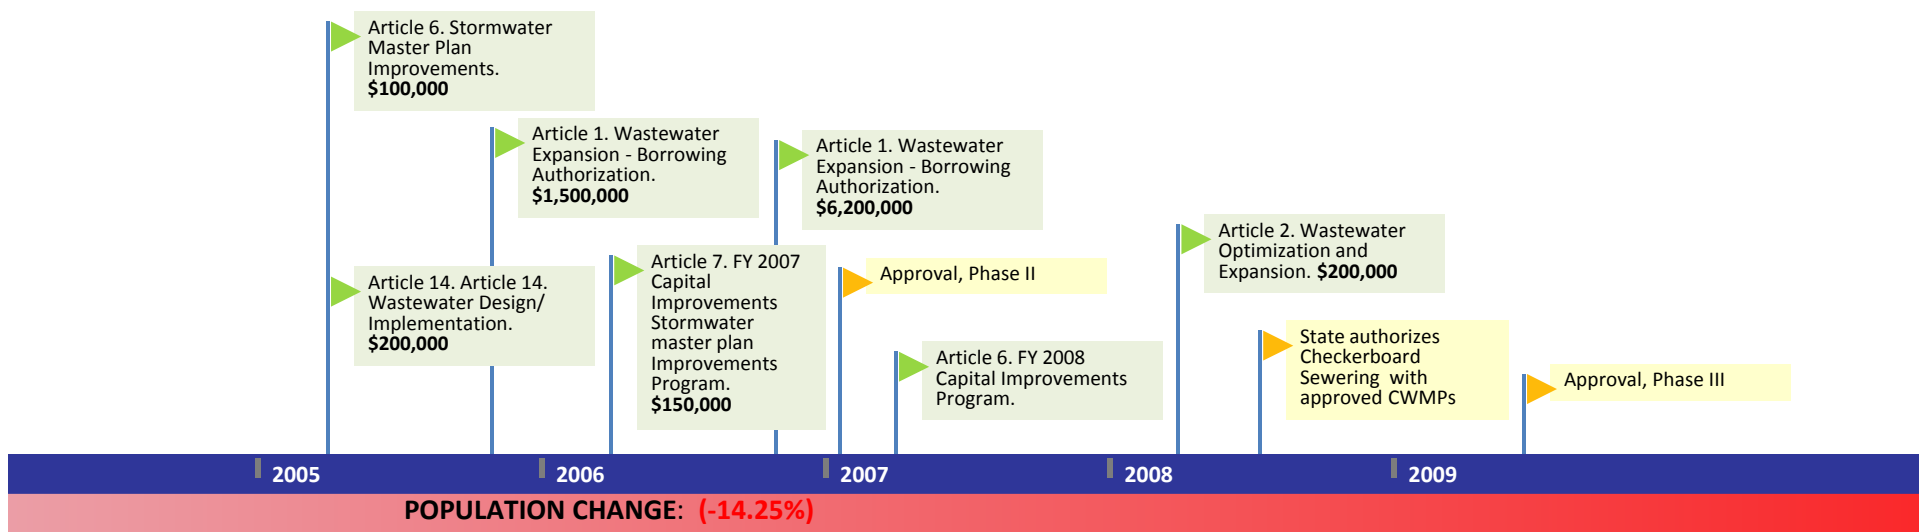 Article 6. Stormwater
Master Plan
Improvements.
$100,000
Article 1. Wastewater
Expansion - Borrowing
Authorization.
$1,500,000
Article 1. Wastewater
Expansion - Borrowing
Authorization.
$6,200,000
Article 14. Article 14.
Wastewater Design/
Implementation.
$200,000
Article 7. FY 2007
Capital
Improvements
Stormwater
master plan
Improvements
Program.
$150,000
Approval, Phase II
Article 6. FY 2008
Capital Improvements
Program.
Article 2. Wastewater
Optimization and
Expansion. $200,000
State authorizes
Checkerboard
Sewering with
approved CWMPs
Approval, Phase III
2005
2006
2007
2008
2009
POPULATION CHANGE: (-14.25%)